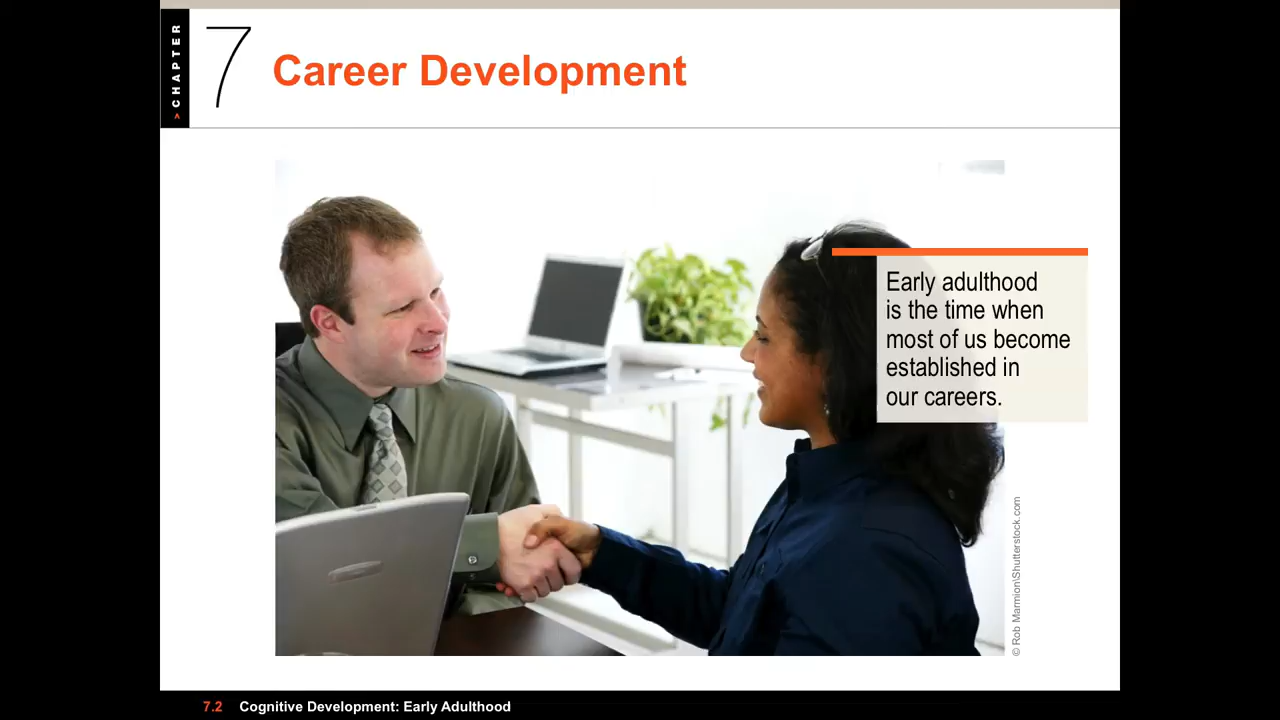 > CHAPTER
7
Career Development
Early adulthood
is the time when
most of us become
established in
our careers.
© Rob Marmion\Shutterstock.com
7.2 Cognitive Development: Early Adulthood